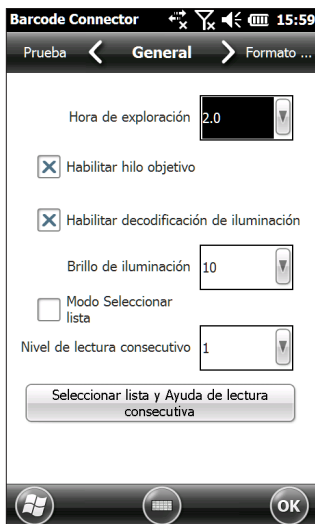 Barcode Connector 15:59
Prueba General Formato ...
Hora de exploración 2.0
Habilitar hilo objetivo
Habilitar decodificación de iluminación
Brillo de iluminación 10
Modo Seleccionar
lista
Nivel de lectura consecutivo 1
Seleccionar lista y Ayuda de lectura
consecutiva
OK